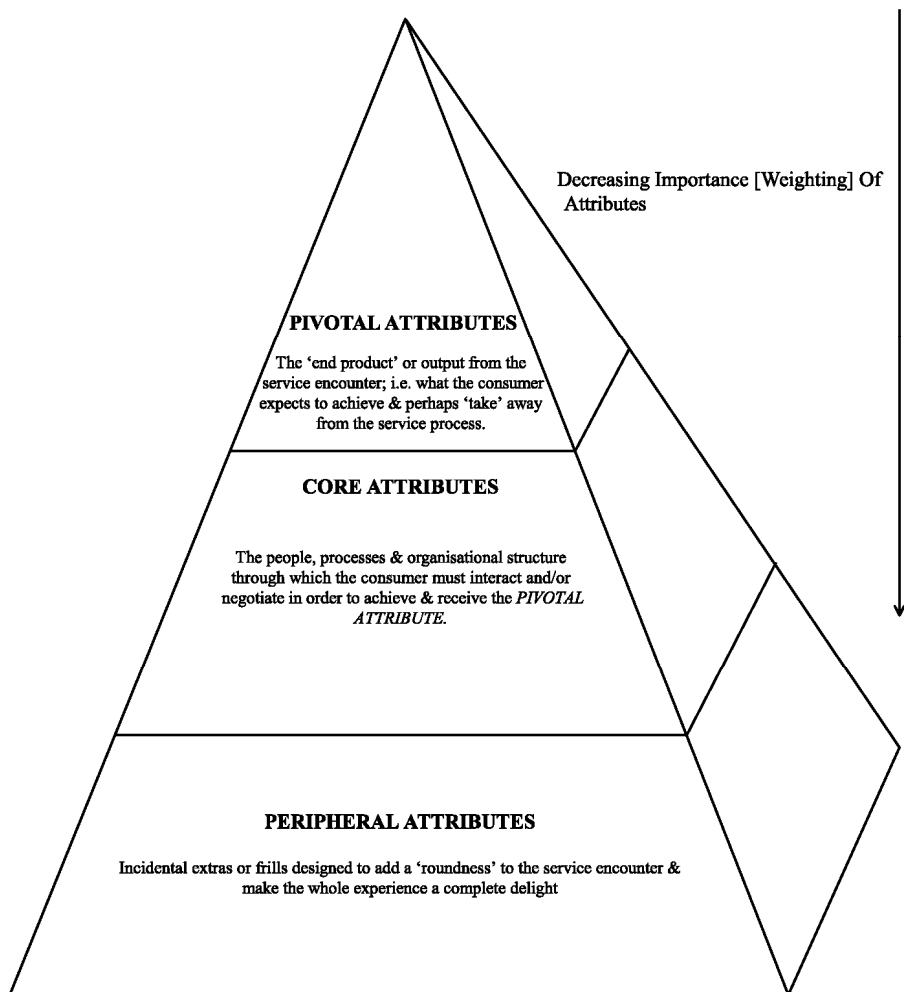 Decreasing Importance [Weighting] Of
Attributes
PIVOTAL ATTRIBUTES
The ‘end product’ or output from the
service encounter; i.e. what the consumer
expects to achieve & perhaps ‘take’ away
from the service process.
CORE ATTRIBUTES
The people, processes & organisational structure
through which the consumer must interact and/or
negotiate in order to achieve & receive the PIVOTAL
ATTRIBUTE.
PERIPHERAL ATTRIBUTES
Incidental extras or frills designed to add a ‘roundness’ to the service encounter &
make the whole experience a complete delight